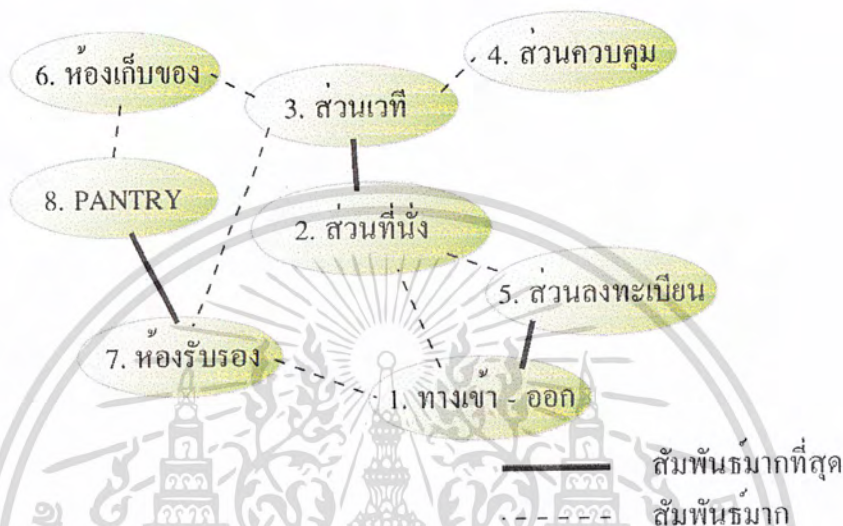 6. ห้องเก็บของ
4. ส่วนควบคุม
3. ส่วนเวที
8. PANTRY
2. ส่วนที่นั่ง
5. ส่วนลงทะเบียน
7. ห้องรับรอง
1. ทางเข้า - ออก
สัมพันธ์มากที่สุด
สัมพันธ์มาก